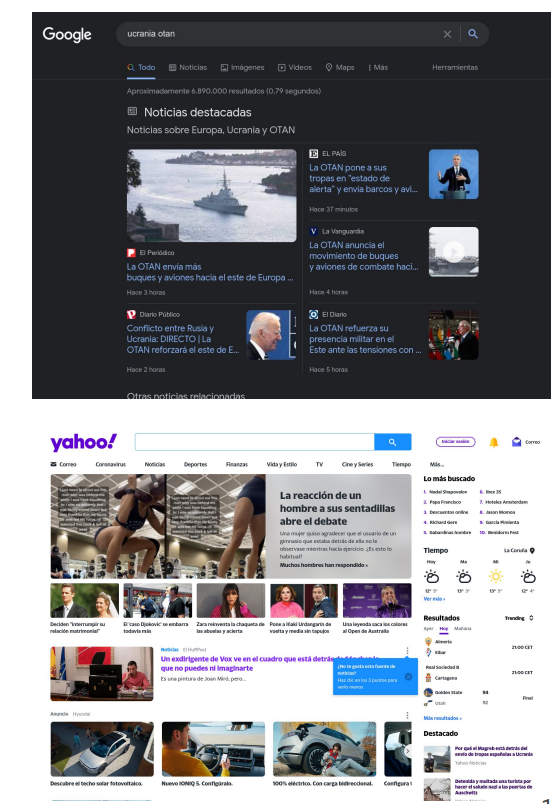 Google
ucrania otan
Todo Noticias Imágenes Vídeos Maps Más Herramientas
Aproximadamente 6.890.000 resultados (0,79 segundos)
Noticias destacadas
Noticias sobre Europa, Ucrania y OTAN
El Periódico
La OTAN envía más
buques y aviones hacia el este de Europa ...
Hace 3 horas
EL PAÍS
La OTAN pone a sus
tropas en "estado de
alerta" y envía barcos y avi...
Hace 37 minutos
La Vanguardia
La OTAN anuncia el
movimiento de buques
y aviones de combate haci...
Hace 4 horas
Diario Público
Conflicto entre Rusia y
Ucrania: DIRECTO | La
OTAN reforzará el este de E...
Hace 2 horas
El Diario
La OTAN refuerza su
presencia militar en el
Este ante las tensiones con ...
Hace 5 horas
Otras noticias relacionadas
yahoo!
Iniciar sesión Correo
Correo Coronavirus Noticias Deportes Finanzas Vida y Estilo TV Cine y Series Tiempo Más...
La reacción de un
hombre a sus sentadillas
abre el debate
Una mujer quiso agradecer que el usuario de un
gimnasio que estaba detrás de ella no le
observase mientras hacía ejercicio. ¿Es esto lo
habitual?
Muchos hombres han respondido »
Deciden "interrumpir su
relación matrimonial"
El 'caso Djokovic' se embarra
todavía más
Zara reinventa la chaqueta de
las abuelas y acierta
Pone a Iñaki Urdangarin de
vuelta y media sin tapujos
Una leyenda saca los colores
al Open de Australia
Noticias El HuffPost
Un exdirigente de Vox ve en el cuadro que está detrás
que no puedes ni imaginarte
Es una pintura de Joan Miró, pero...
¿No te gusta esta fuente de
noticias?
Haz clic en los 3 puntos para
verla menos
Anuncio Hyundai
Descubre el techo solar fotovoltaico.
Nuevo IONIQ 5. Configúralo.
100% eléctrico. Con carga bidireccional.
Configura t
Lo más buscado
1. Nadal Shapovalov
2. Papa Francisco
3. Descuentos online
4. Richard Gere
5. Gabardinas hombre
6. Ibex 35
7. Hoteles Amsterdam
8. Jason Momoa
9. García Pimienta
10. Benidorm Fest
Tiempo La Coruña
Hoy Ma Mi Ju
12° 5° 13° 3° 13° 3° 12° 4°
Ver más »
Resultados Trending
Ayer Hoy Mañana
Almería
Eibar
21:00 CET
Real Sociedad B
Cartagena
21:00 CET
Golden State 94
Utah 92
Final
Más resultados »
Destacado
Por qué el Magreb está detrás del
envío de tropas españolas a Ucrania
Yahoo Noticias
Detenida y multada una turista por
hacer el saludo nazi a las puertas de
Auschwitz